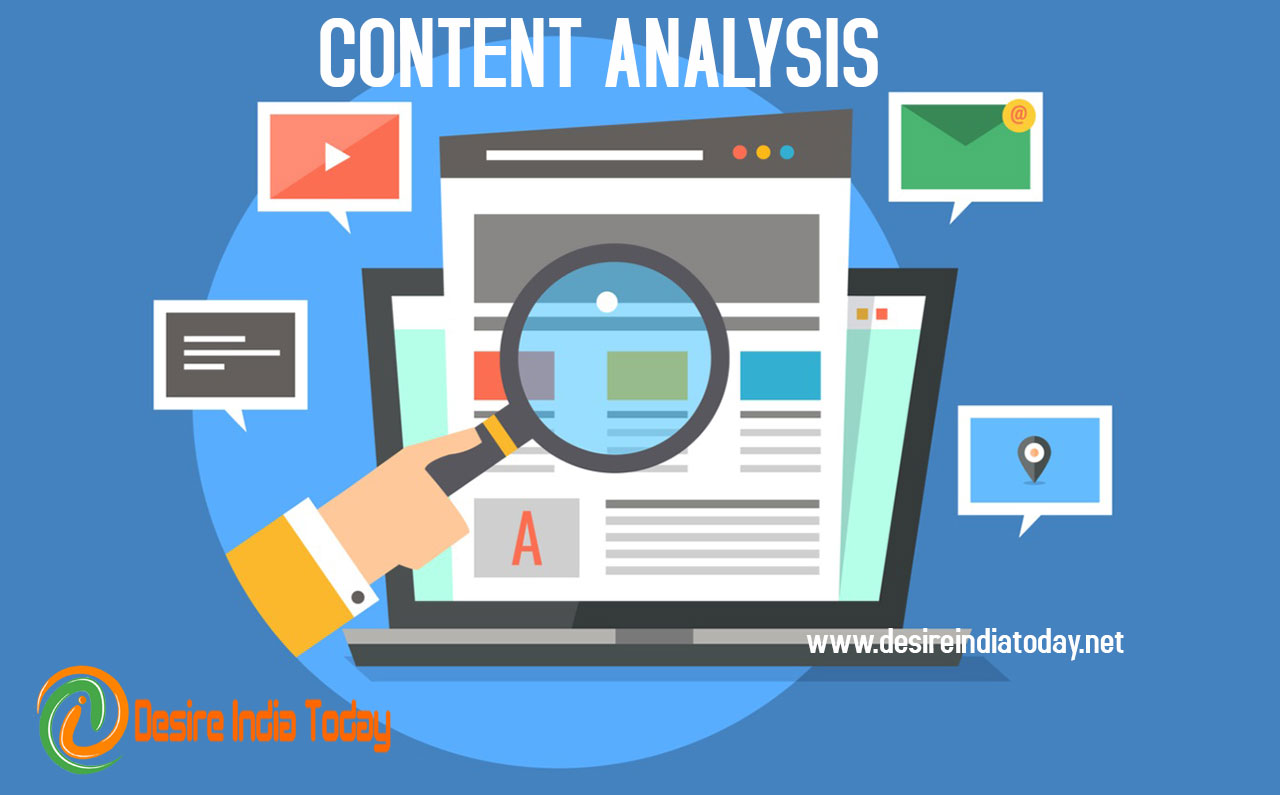 CONTENT ANALYSIS
@
A
www.desireindiatoday.net
Desire India Today